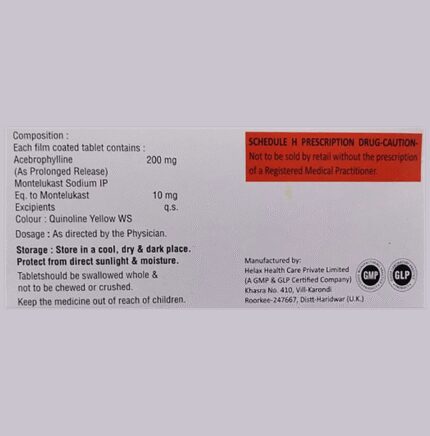 Composition :
Each film coated tablet contains :
Acebrophylline 200 mg
(As Prolonged Release)
Montelukast Sodium IP
Eq. to Montelukast 10 mg
Excipients q.s.
Colour : Quinoline Yellow WS
Dosage : As directed by the Physician.
Storage : Store in a cool, dry & dark place.
Protect from direct sunlight & moisture.
Tabletshould be swallowed whole &
not to be chewed or crushed.
Keep the medicine out of reach of children.
SCHEDULE H PRESCRIPTION DRUG-CAUTION-
Not to be sold by retail without the prescription
of a Registered Medical Practitioner.
Manufactured by:
Helax Health Care Private Limited
(A GMP & GLP Certified Company)
Khasra No. 410, Vill-Karondi
Roorkee-247667, Distt-Haridwar (U.K.)
GMP
GLP